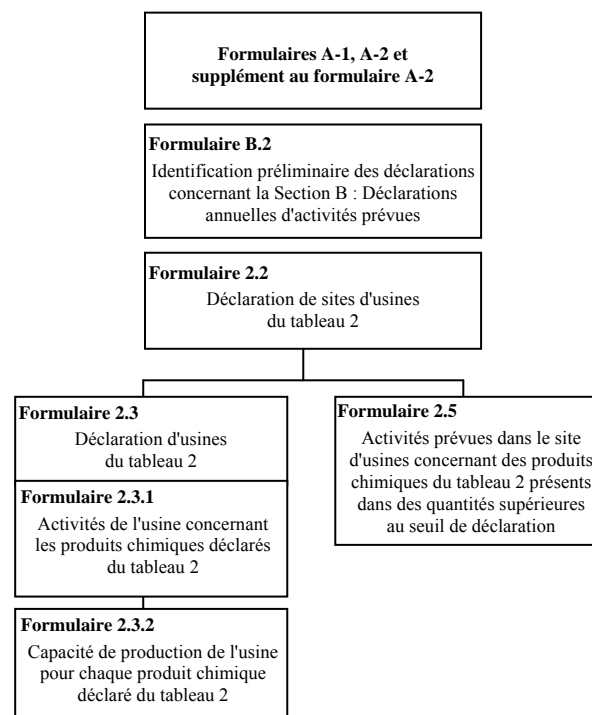 Formulaires A-1, A-2 et
supplément au formulaire A-2
Formulaire B.2
Identification préliminaire des déclarations
concernant la Section B : Déclarations
annuelles d'activités prévues
Formulaire 2.2
Déclaration de sites d'usines
du tableau 2
Formulaire 2.3
Déclaration d'usines
du tableau 2
Formulaire 2.3.1
Activités de l'usine concernant
les produits chimiques déclarés
du tableau 2
Formulaire 2.3.2
Capacité de production de l'usine
pour chaque produit chimique
déclaré du tableau 2
Formulaire 2.5
Activités prévues dans le site
d'usines concernant des produits
chimiques du tableau 2 présents
dans des quantités supérieures
au seuil de déclaration